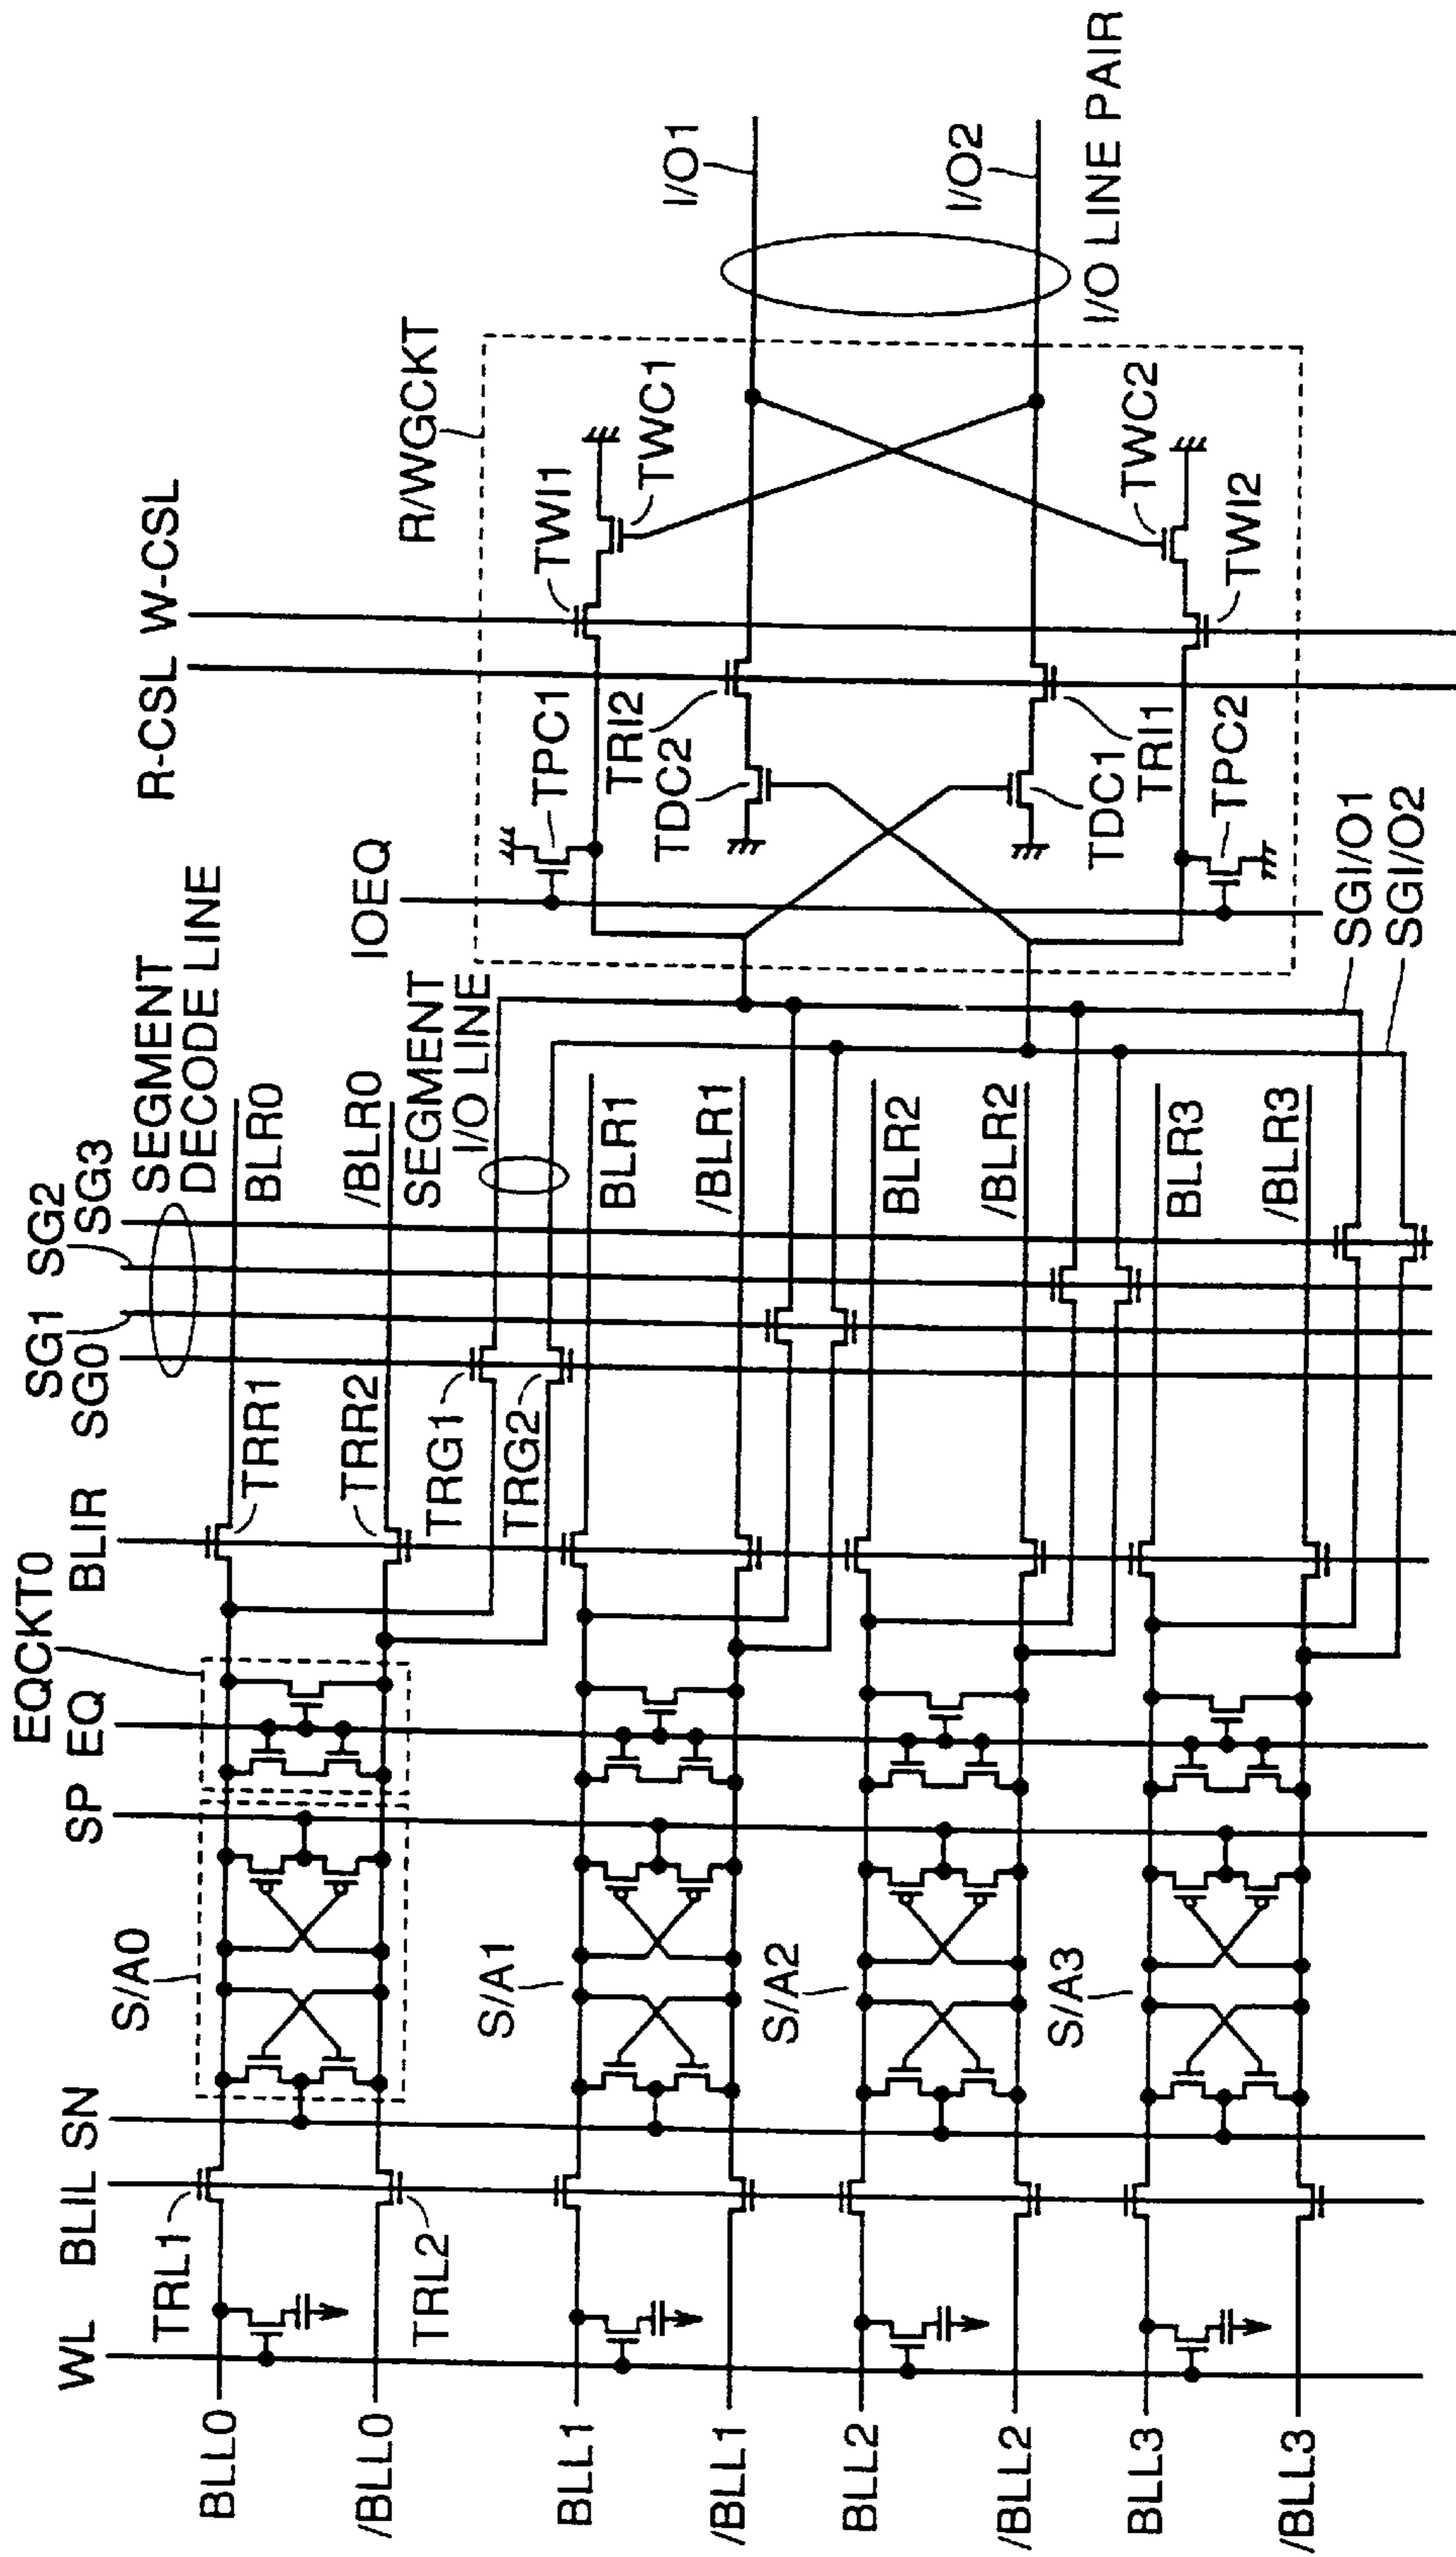 WL
BLIL
SN
SP
EQ
EQCKT0
BLIR
SG0
SG1
SG2
SG3
SEGMENT
DECODE LINE
IOEQ
R-CSL
W-CSL
TRL1
TRL2
S/A0
TRR1
TRR2
BLR0
/BLR0
TRG1
TRG2
SEGMENT
I/O LINE
R/WGCKT
TPC1
TWI1
TWC1
TRI2
TDC2
TDC1
TRI1
TPC2
TWI2
TWC2
I/O1
I/O2
I/O LINE PAIR
SGI/O1
SGI/O2
BLL0
/BLL0
BLL1
/BLL1
BLL2
/BLL2
BLL3
/BLL3
S/A1
S/A2
S/A3
BLR1
/BLR1
BLR2
/BLR2
BLR3
/BLR3